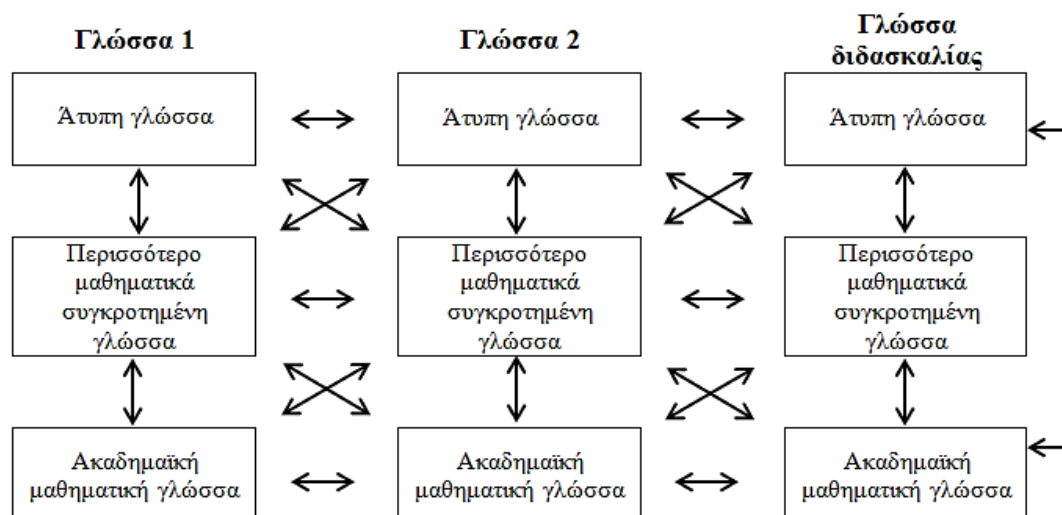 Γλώσσα 1
Γλώσσα 2
Γλώσσα
διδασκαλίας
Άτυπη γλώσσα
Άτυπη γλώσσα
Άτυπη γλώσσα
Περισσότερο
μαθηματικά
συγκροτημένη
γλώσσα
Περισσότερο
μαθηματικά
συγκροτημένη
γλώσσα
Περισσότερο
μαθηματικά
συγκροτημένη
γλώσσα
Ακαδημαϊκή
μαθηματική γλώσσα
Ακαδημαϊκή
μαθηματική γλώσσα
Ακαδημαϊκή
μαθηματική γλώσσα